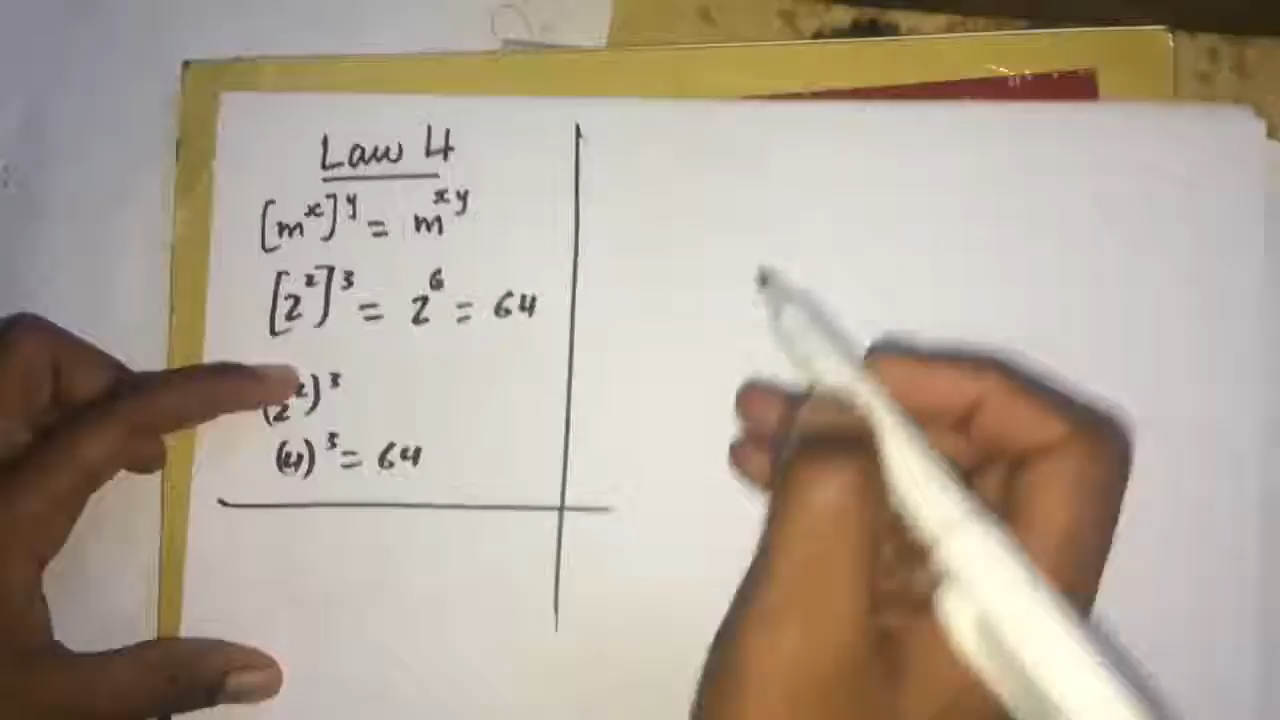 Law 4
[m^x]^y = m^xy
[2^2]^3 = 2^6 = 64
(2^2)^3
(4)^3 = 64